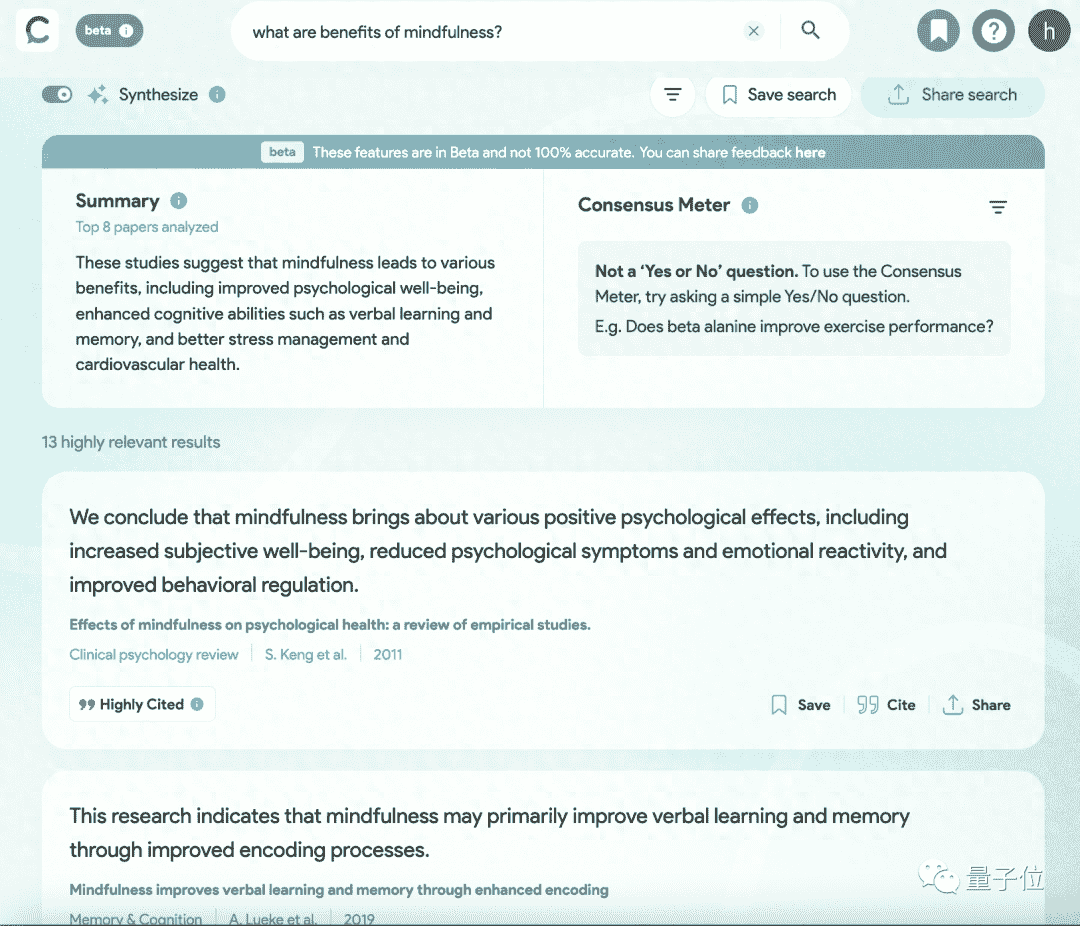 C beta i what are benefits of mindfulness? h
Synthesize i Save search Share search
beta These features are in Beta and not 100% accurate. You can share feedback here
Summary i
Top 8 papers analyzed
These studies suggest that mindfulness leads to various
benefits, including improved psychological well-being,
enhanced cognitive abilities such as verbal learning and
memory, and better stress management and
cardiovascular health.
Consensus Meter i
Not a ‘Yes or No’ question. To use the Consensus
Meter, try asking a simple Yes/No question.
E.g. Does beta alanine improve exercise performance?
13 highly relevant results
We conclude that mindfulness brings about various positive psychological effects, including
increased subjective well-being, reduced psychological symptoms and emotional reactivity, and
improved behavioral regulation.
Effects of mindfulness on psychological health: a review of empirical studies.
Clinical psychology review S. Keng et al. 2011
Highly Cited i Save Cite Share
This research indicates that mindfulness may primarily improve verbal learning and memory
through improved encoding processes.
Mindfulness improves verbal learning and memory through enhanced encoding
Memory & Cognition A. Lueke et al. 2019
量子位